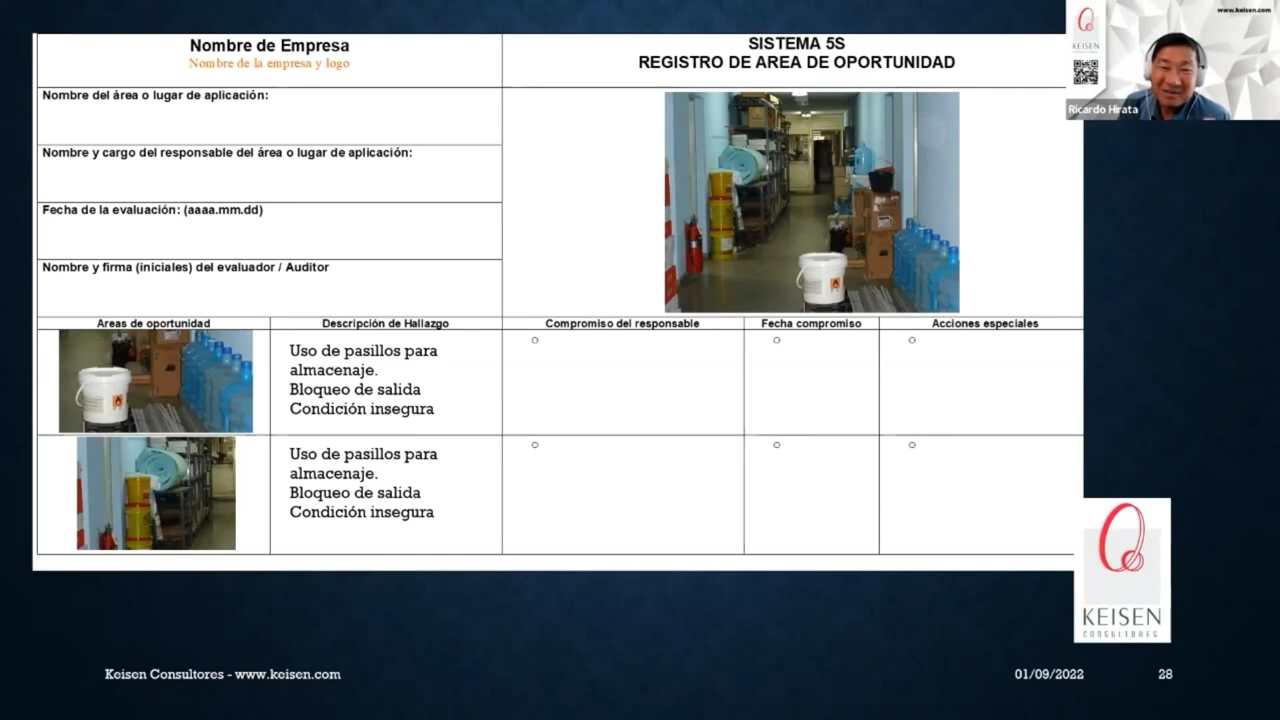 Nombre de Empresa
Nombre de la empresa y logo
SISTEMA 5S
REGISTRO DE AREA DE OPORTUNIDAD
Nombre del área o lugar de aplicación:
Nombre y cargo del responsable del área o lugar de aplicación:
Fecha de la evaluación: (aaaa.mm.dd)
Nombre y firma (iniciales) del evaluador / Auditor
Areas de oportunidad
Descripción de Hallazgo
Compromiso del responsable
Fecha compromiso
Acciones especiales
Uso de pasillos para
almacenaje.
Bloqueo de salida
Condición insegura
Uso de pasillos para
almacenaje.
Bloqueo de salida
Condición insegura
www.keisen.com
KEISEN
Ricardo Hirata
KEISEN
CONSULTORES
Keisen Consultores - www.keisen.com
01/09/2022
28